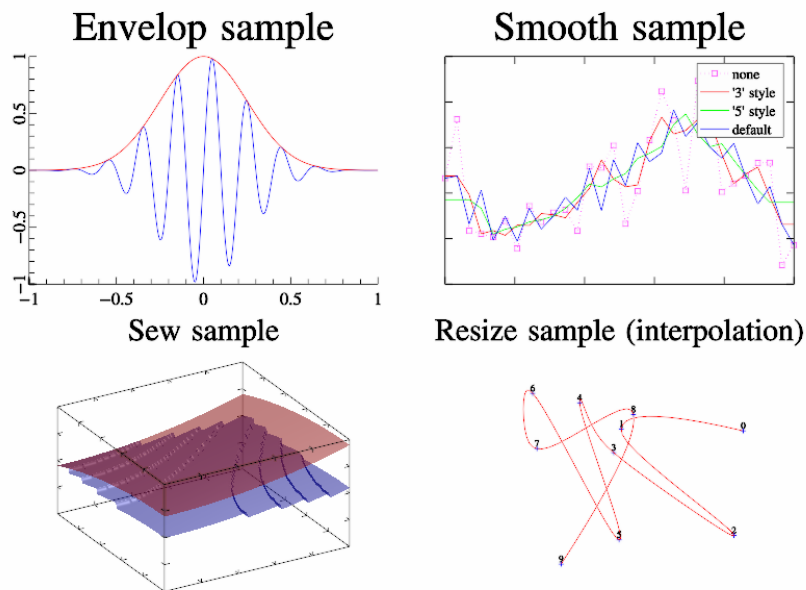 Envelop sample
Smooth sample
1
0.5
0
−0.5
−1
−1
−0.5
0
0.5
1
none
'3' style
'5' style
default
Sew sample
Resize sample (interpolation)
6
4
8
1
0
7
3
2
5
9